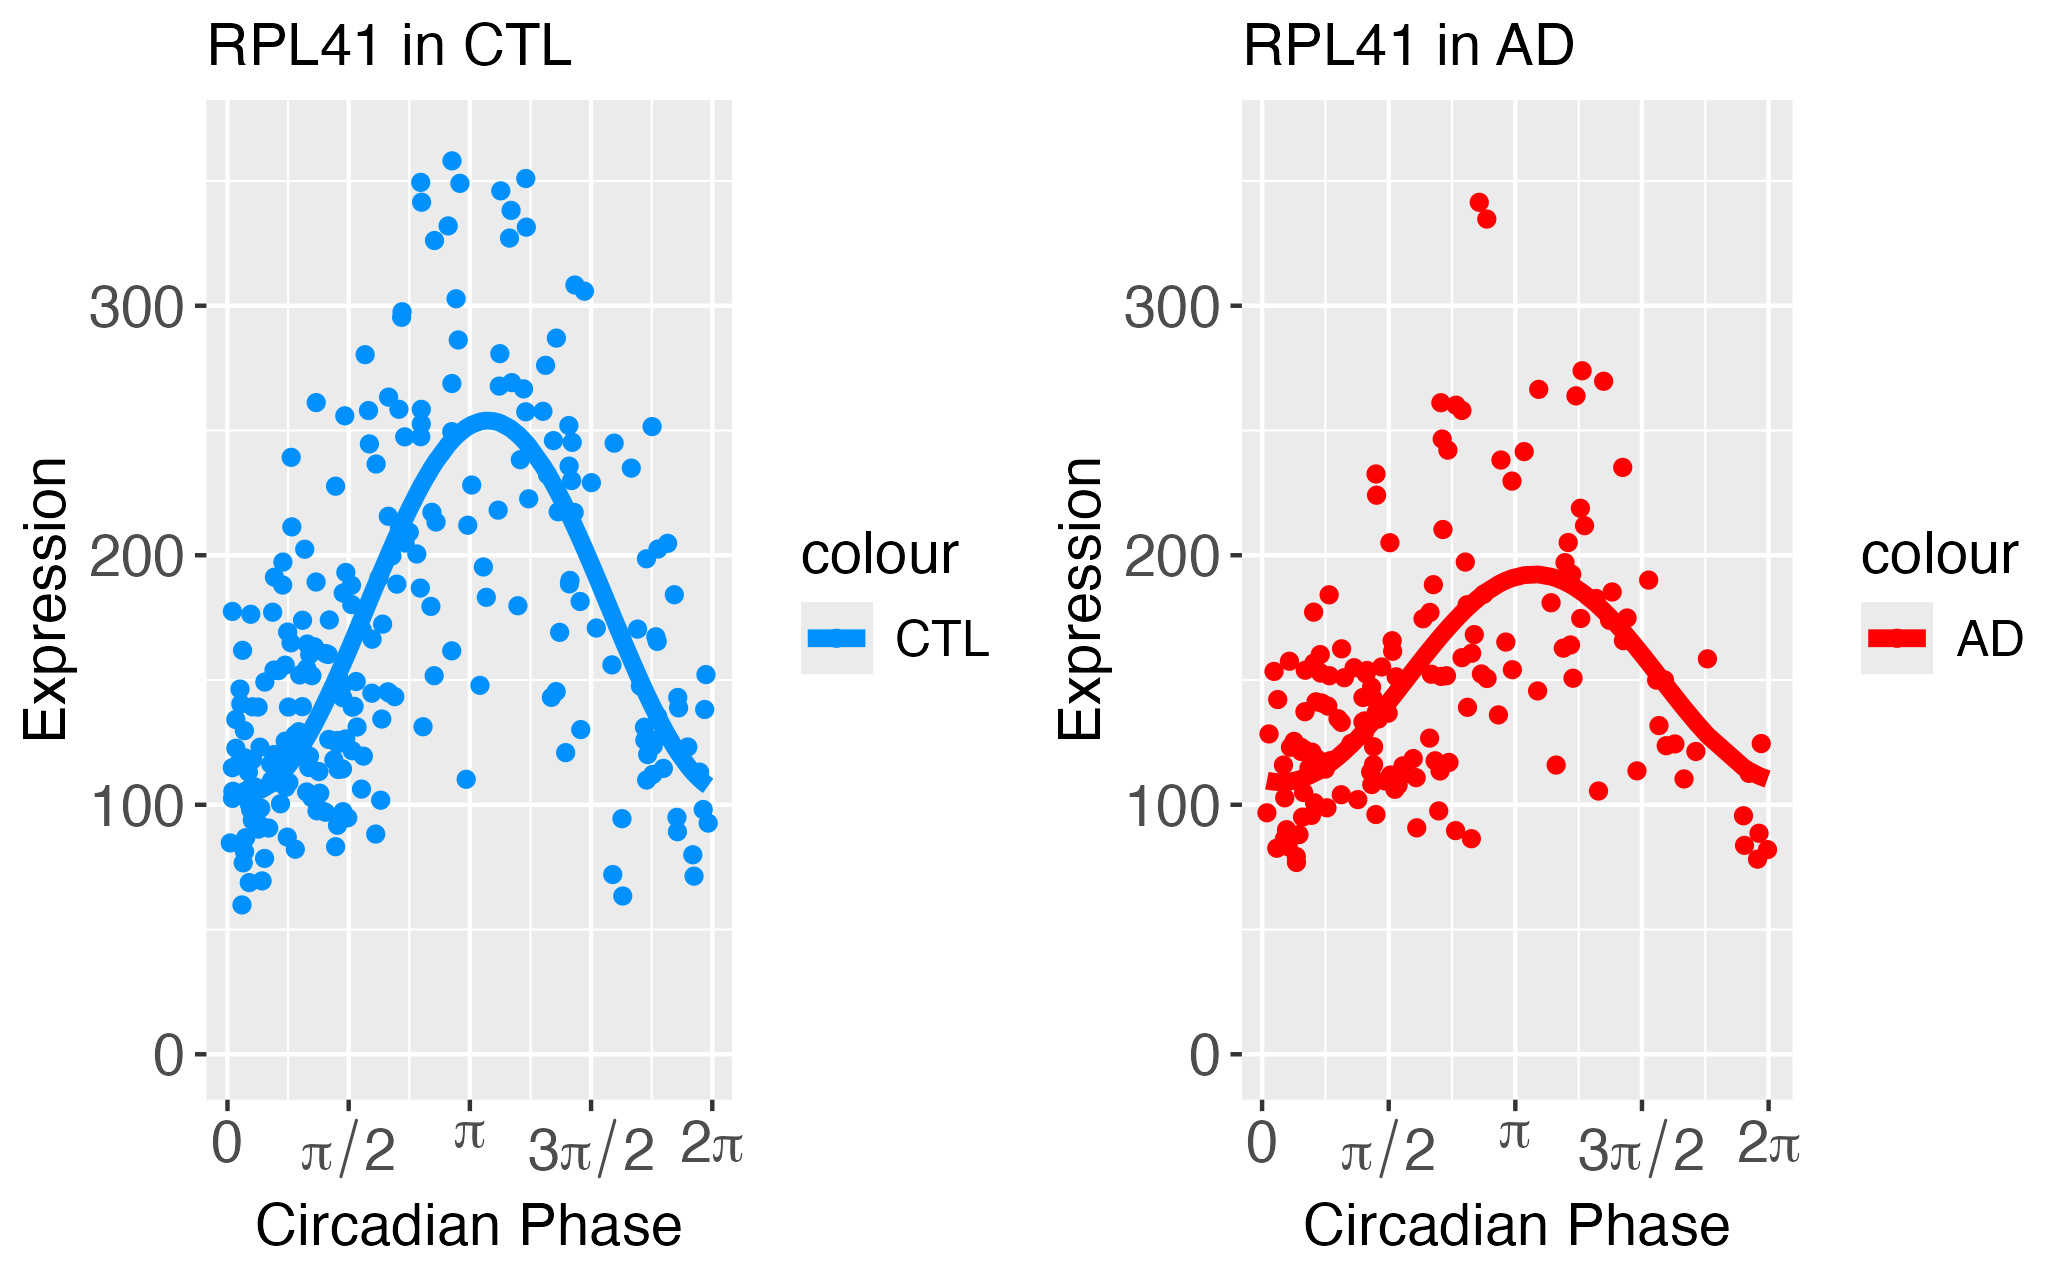 RPL41 in CTL
Expression
300
200
100
0
0 π/2 π 3π/2 2π
Circadian Phase
colour
CTL
RPL41 in AD
Expression
300
200
100
0
0 π/2 π 3π/2 2π
Circadian Phase
colour
AD